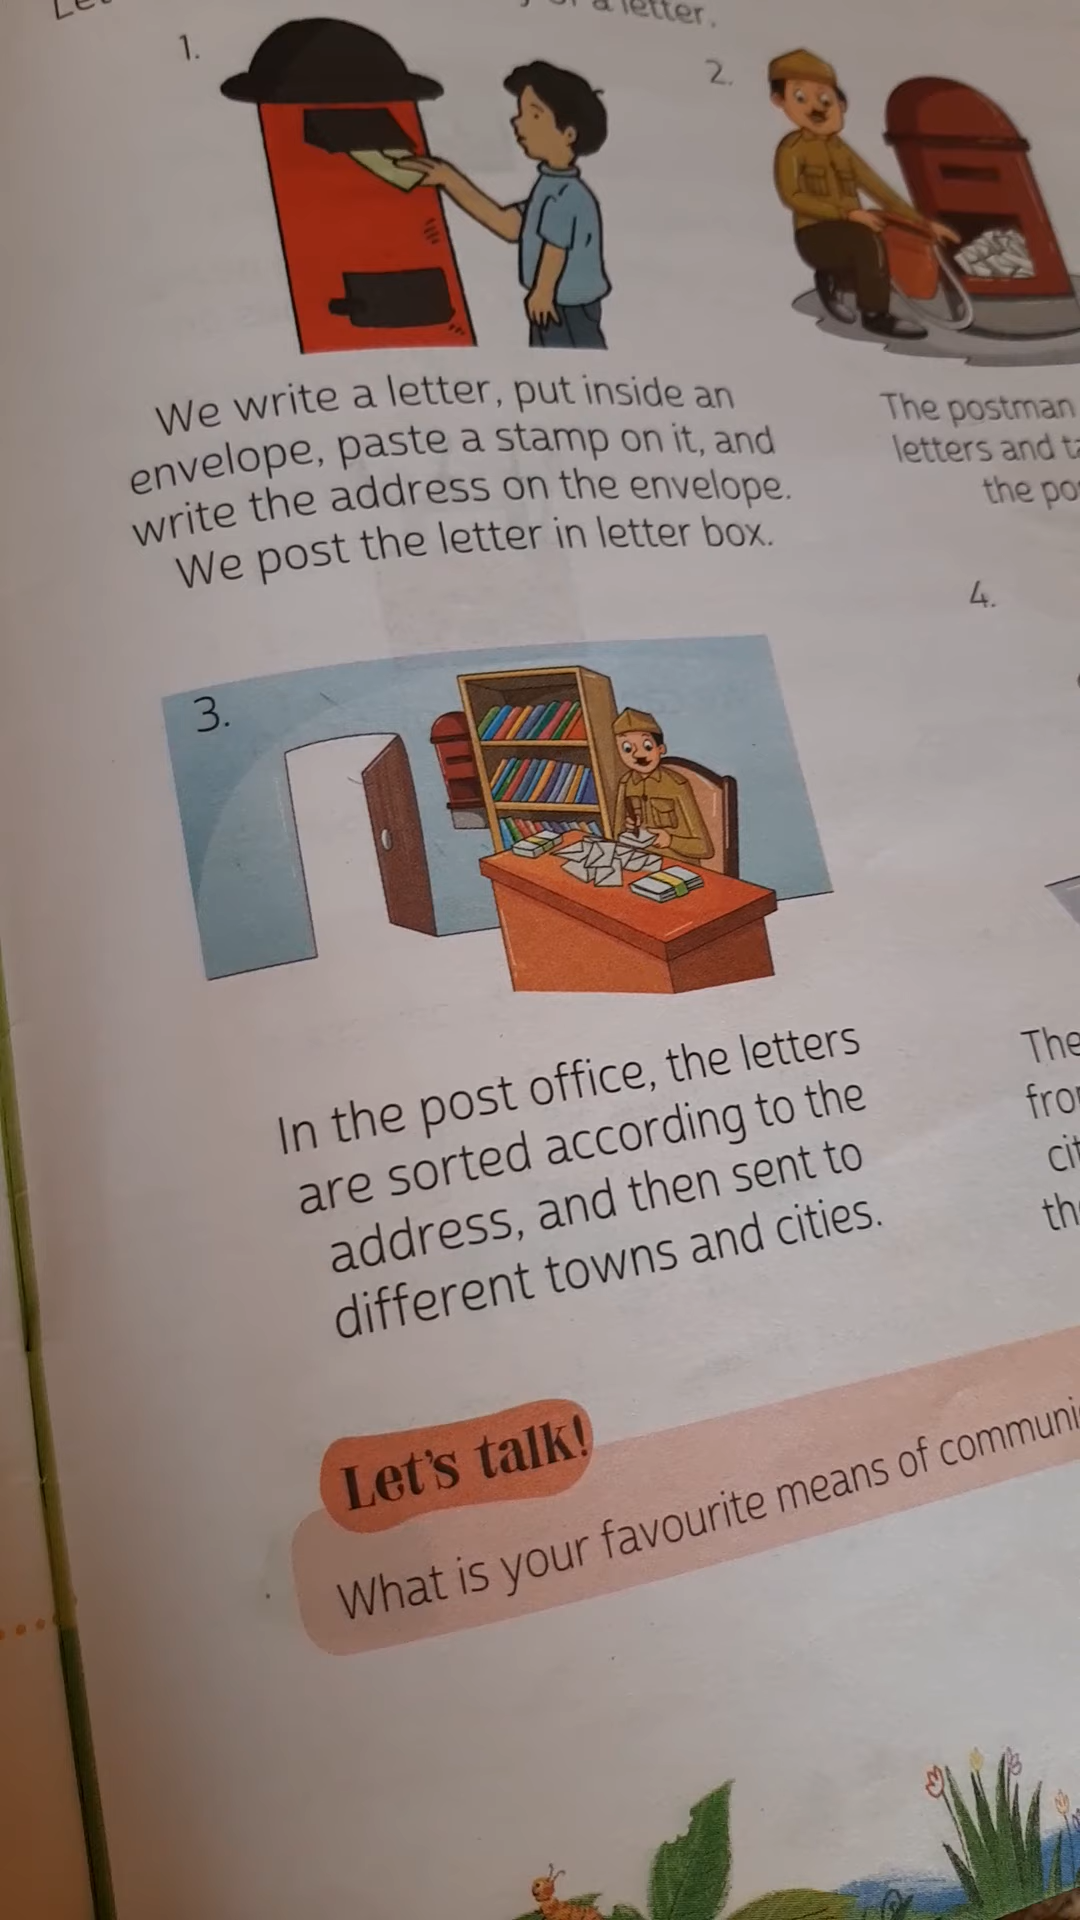 a letter.
1.
We write a letter, put inside an
envelope, paste a stamp on it, and
write the address on the envelope.
We post the letter in letter box.
2.
The postman
letters and
the
3.
In the post office, the letters
are sorted according to the
address, and then sent to
different towns and cities.
4.
The
Let's talk!
What is your favourite means of